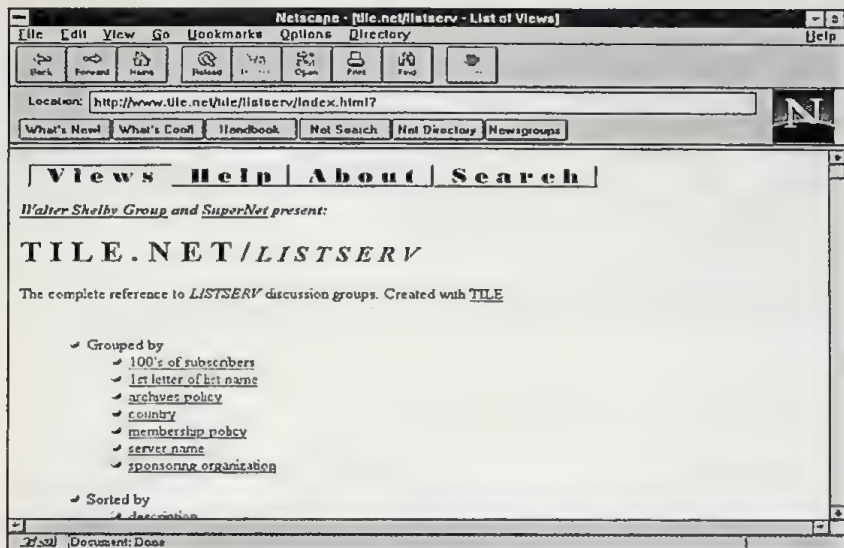 Netscape - [tile.net/listserv - List of Views]
File Edit View Go Bookmarks Options Directory Help
Back Forward Home Reload Open Print Find
Location: http://www.tile.net/tile/listserv/index.html?
What's New! What's Cool! Handbook Net Search Net Directory Newsgroups
N
Views Help About Search
Walter Shelby Group and SuperNet present:
TILE.NET/LISTSERV
The complete reference to LISTSERV discussion groups. Created with TILE
Grouped by
100's of subscribers
1st letter of list name
archives policy
country
membership policy
server name
sponsoring organization
Sorted by
description
Document: Done